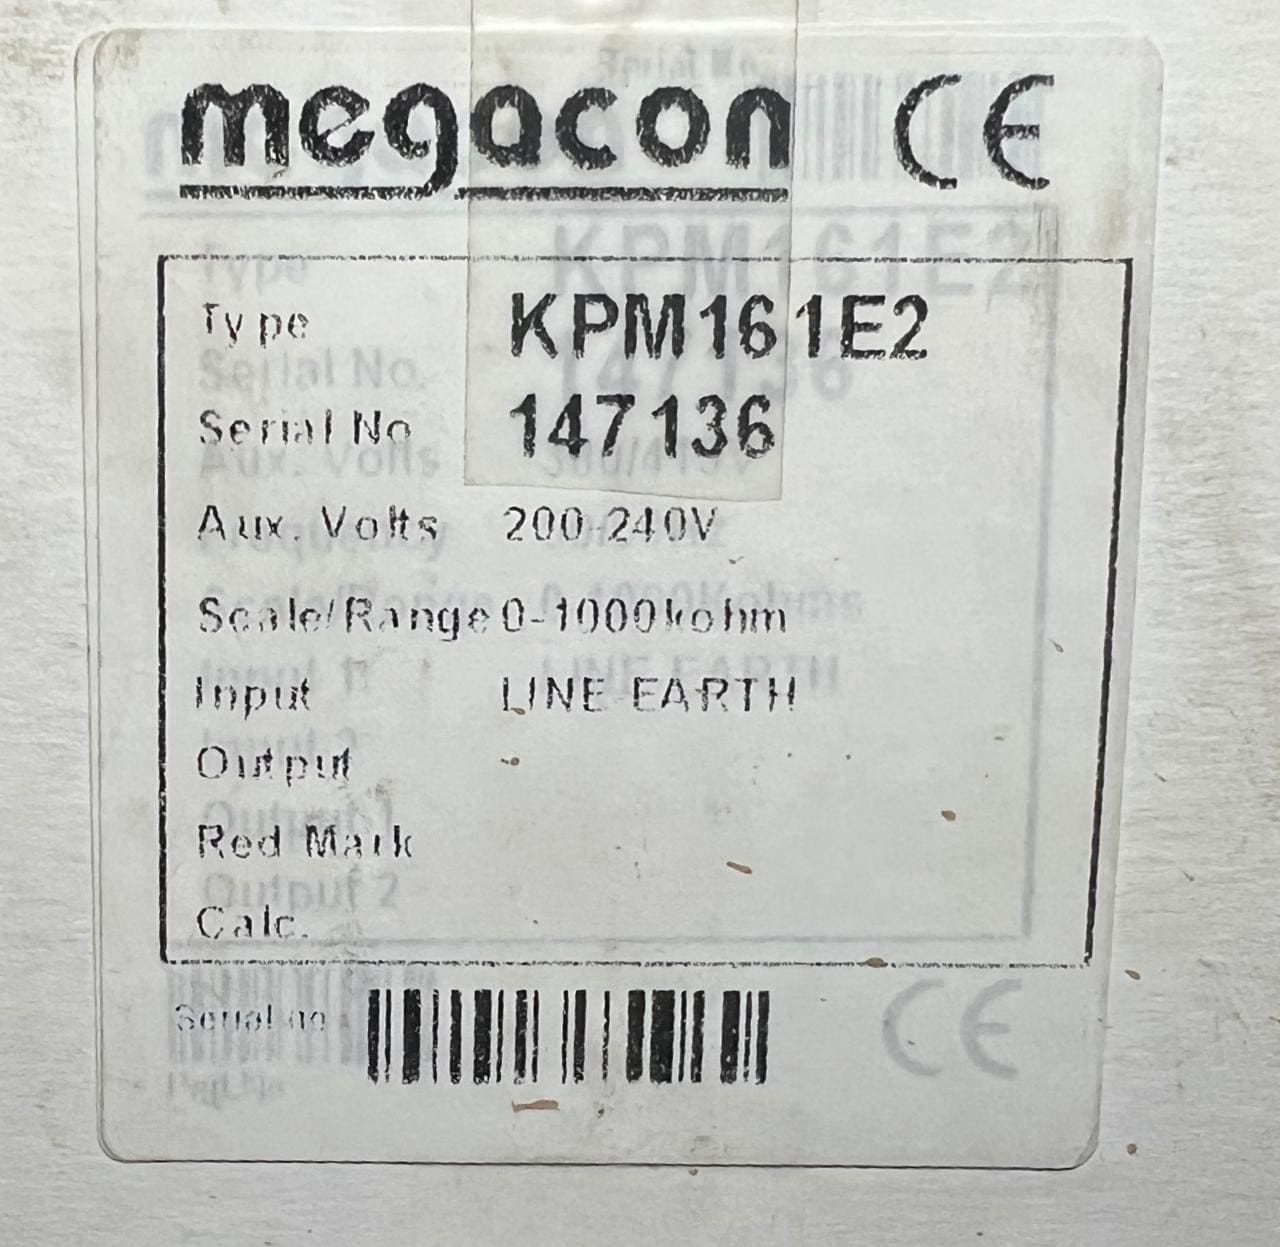 megacon CE
Type KPM161E2
Serial No 147136
Aux. Volts 200-240V
Scale/Range 0-1000kohm
Input LINE EARTH
Output
Red Mark
Calc.
Serial no